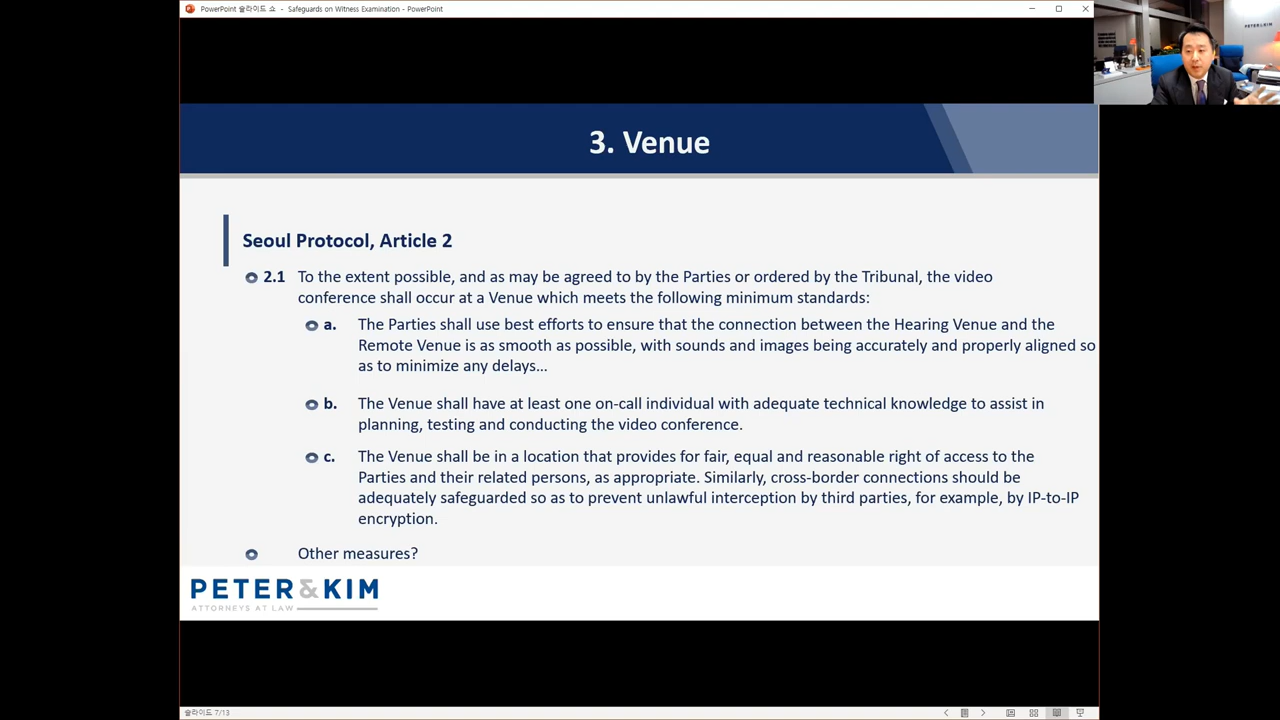 PowerPoint 슬라이드 쇼 - Safeguards on Witness Examination - PowerPoint
PETER&KIM
3. Venue
Seoul Protocol, Article 2
2.1 To the extent possible, and as may be agreed to by the Parties or ordered by the Tribunal, the video
conference shall occur at a Venue which meets the following minimum standards:
a. The Parties shall use best efforts to ensure that the connection between the Hearing Venue and the
Remote Venue is as smooth as possible, with sounds and images being accurately and properly aligned so
as to minimize any delays...
b. The Venue shall have at least one on-call individual with adequate technical knowledge to assist in
planning, testing and conducting the video conference.
c. The Venue shall be in a location that provides for fair, equal and reasonable right of access to the
Parties and their related persons, as appropriate. Similarly, cross-border connections should be
adequately safeguarded so as to prevent unlawful interception by third parties, for example, by IP-to-IP
encryption.
Other measures?
PETER&KIM
ATTORNEYS AT LAW
슬라이드 7/13